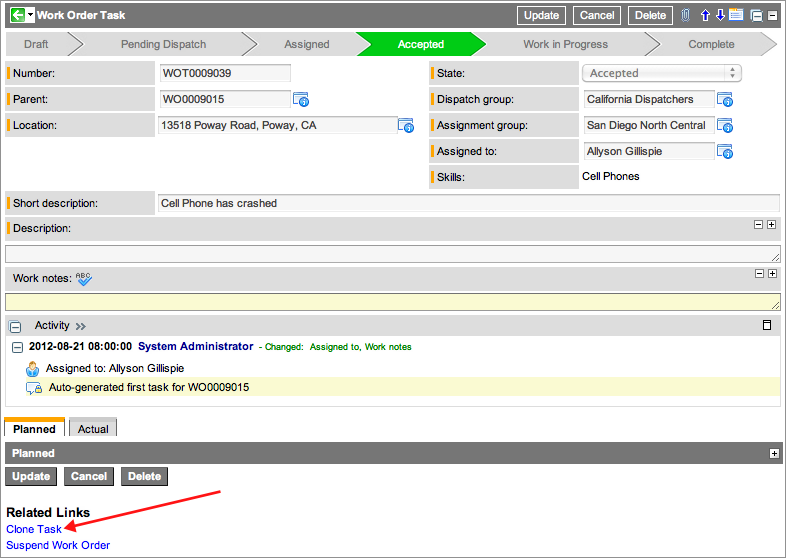 Work Order Task Update Cancel Delete
Draft Pending Dispatch Assigned Accepted Work in Progress Complete
Number: WOT0009039 State: Accepted
Parent: WO0009015 Dispatch group: California Dispatchers
Location: 13518 Poway Road, Poway, CA Assignment group: San Diego North Central
Assigned to: Allyson Gillispie
Skills: Cell Phones
Short description: Cell Phone has crashed
Description:
Work notes: ABC
Activity
2012-08-21 08:00:00 System Administrator - Changed: Assigned to, Work notes
Assigned to: Allyson Gillispie
Auto-generated first task for WO0009015
Planned Actual
Planned
Update Cancel Delete
Related Links
Clone Task
Suspend Work Order